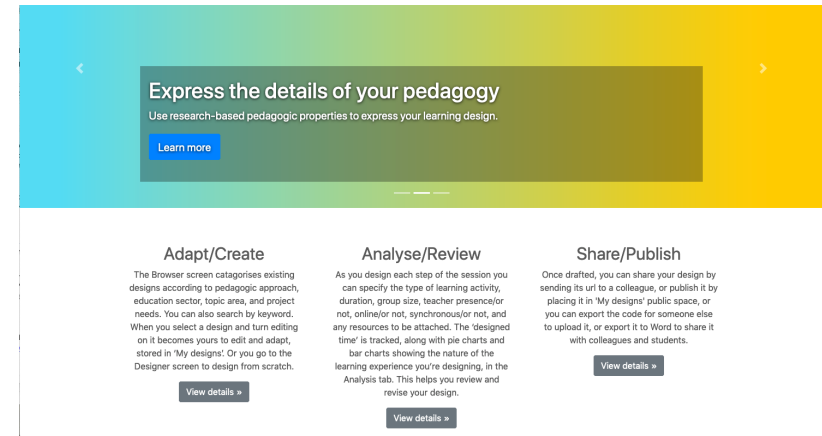 Express the details of your pedagogy
Use research-based pedagogic properties to express your learning design.
Learn more
Adapt/Create
The Browser screen catagorises existing
designs according to pedagogic approach,
education sector, topic area, and project
needs. You can also search by keyword.
When you select a design and turn editing
on it becomes yours to edit and adapt,
stored in 'My designs'. Or you go to the
Designer screen to design from scratch.
View details »
Analyse/Review
As you design each step of the session you
can specify the type of learning activity,
duration, group size, teacher presence/or
not, online/or not, synchronous/or not, and
any resources to be attached. The 'designed
time' is tracked, along with pie charts and
bar charts showing the nature of the
learning experience you're designing, in the
Analysis tab. This helps you review and
revise your design.
View details »
Share/Publish
Once drafted, you can share your design by
sending its url to a colleague, or publish it by
placing it in 'My designs' public space, or
you can export the code for someone else
to upload it, or export it to Word to share it
with colleagues and students.
View details »